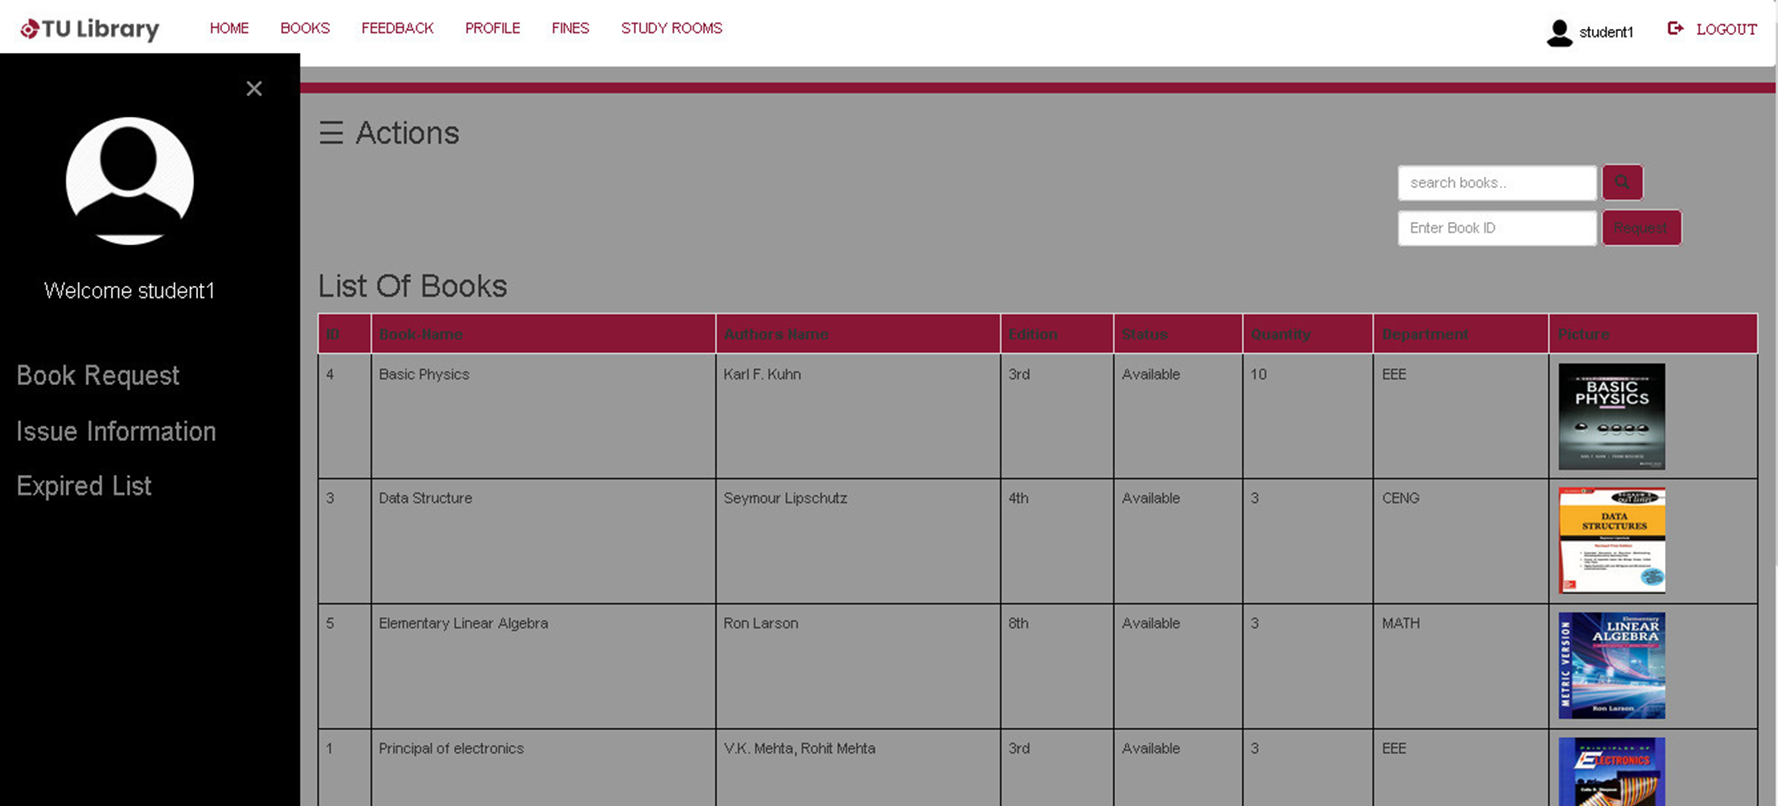 TU Library HOME BOOKS FEEDBACK PROFILE FINES STUDY ROOMS student1 LOGOUT
×
Welcome student1
Book Request
Issue Information
Expired List
☰ Actions
search books..
Enter Book ID Request
List Of Books
ID Book-Name Authors Name Edition Status Quantity Department Picture
4 Basic Physics Karl F. Kuhn 3rd Available 10 EEE
BASIC
PHYSICS
3 Data Structure Seymour Lipschutz 4th Available 3 CENG
DATA
STRUCTURES
5 Elementary Linear Algebra Ron Larson 8th Available 3 MATH
METRIC VERSION
Elementary
LINEAR
ALGEBRA
Ron Larson
1 Principal of electronics V.K. Mehta, Rohit Mehta 3rd Available 3 EEE
PRINCIPLES OF
ELECTRONICS